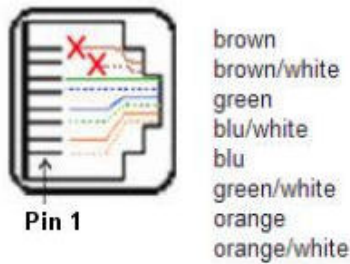 brown
brown/white
green
blu/white
blu
green/white
orange
orange/white
Pin 1